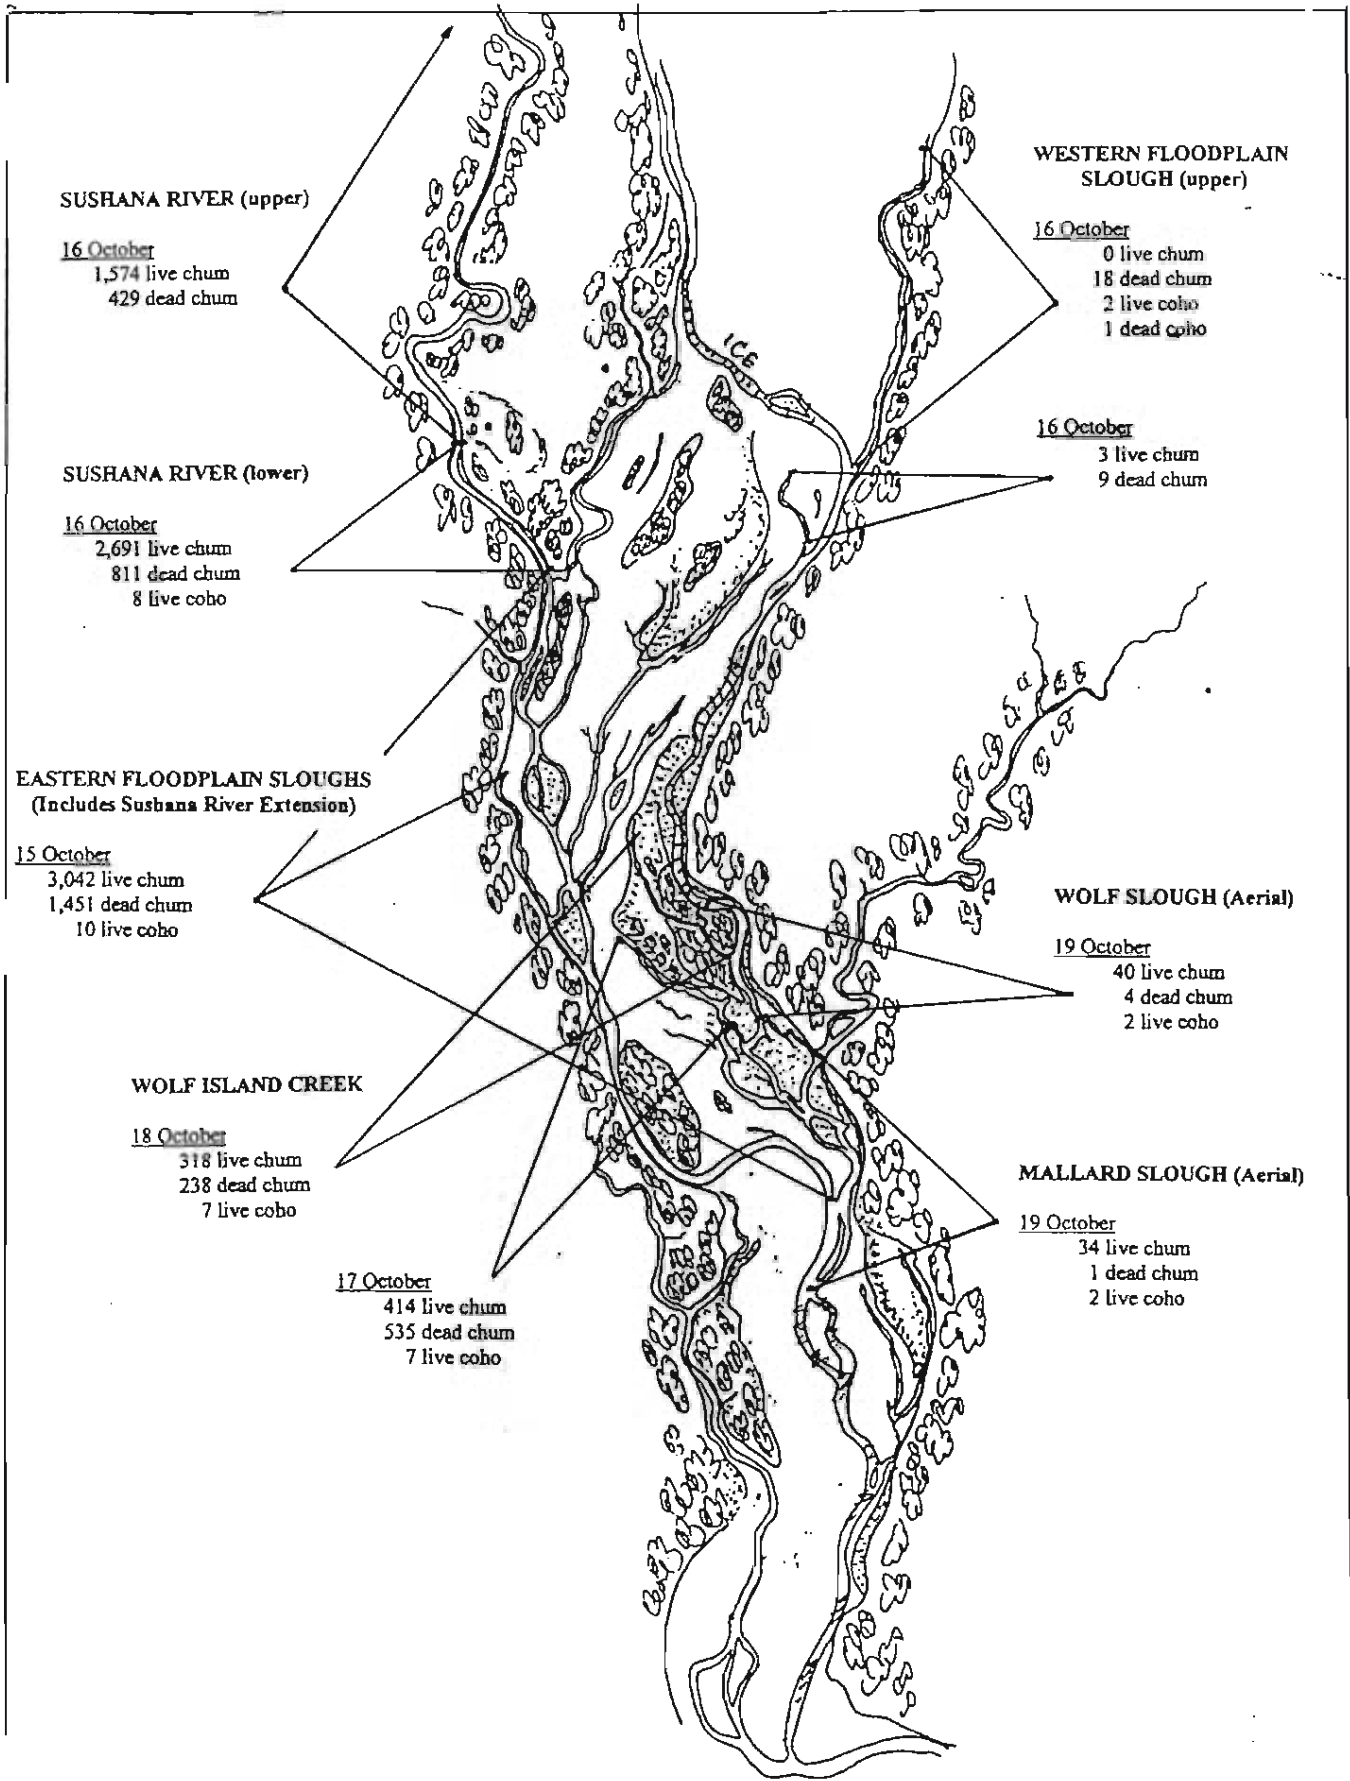 SUSHANA RIVER (upper)
16 October
1,574 live chum
429 dead chum
SUSHANA RIVER (lower)
16 October
2,691 live chum
811 dead chum
8 live coho
EASTERN FLOODPLAIN SLOUGHS
(Includes Sushana River Extension)
15 October
3,042 live chum
1,451 dead chum
10 live coho
WOLF ISLAND CREEK
18 October
318 live chum
238 dead chum
7 live coho
17 October
414 live chum
535 dead chum
7 live coho
ICE
WESTERN FLOODPLAIN
SLOUGH (upper)
16 October
0 live chum
18 dead chum
2 live coho
1 dead coho
16 October
3 live chum
9 dead chum
WOLF SLOUGH (Aerial)
19 October
40 live chum
4 dead chum
2 live coho
MALLARD SLOUGH (Aerial)
19 October
34 live chum
1 dead chum
2 live coho